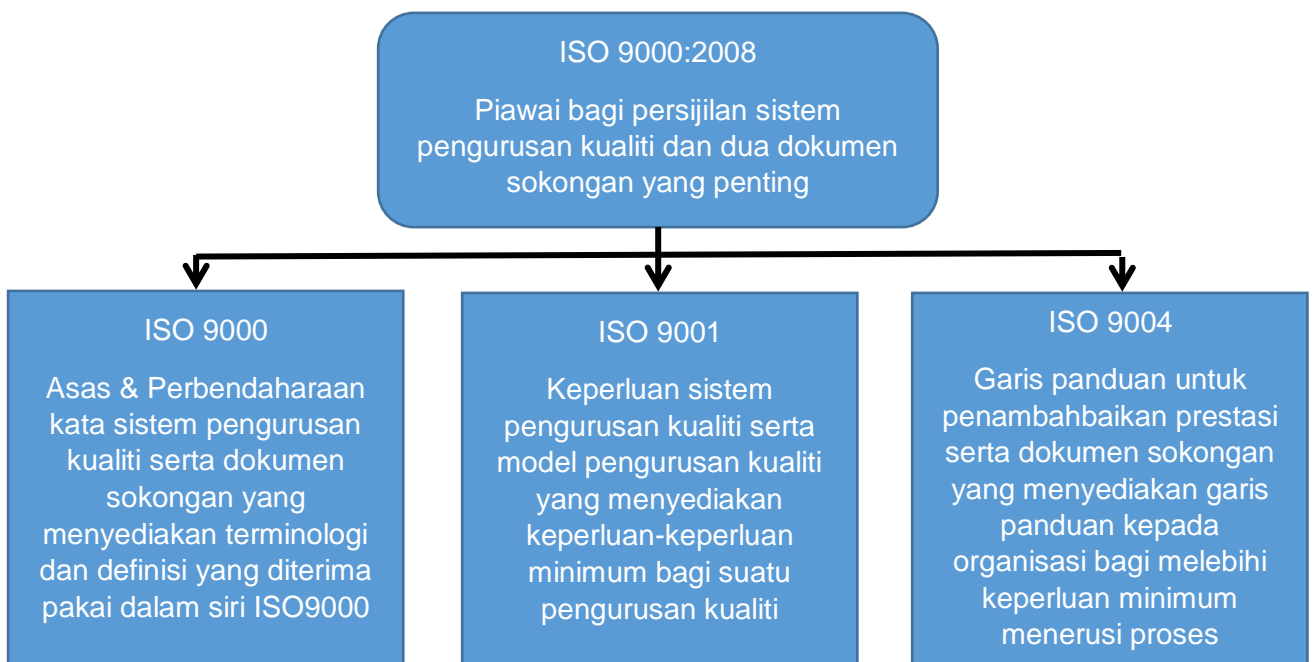 ISO 9000:2008
Piawai bagi persijilan sistem
pengurusan kualiti dan dua dokumen
sokongan yang penting
ISO 9000
Asas & Perbendaharaan
kata sistem pengurusan
kualiti serta dokumen
sokongan yang
menyediakan terminologi
dan definisi yang diterima
pakai dalam siri ISO9000
ISO 9001
Keperluan sistem
pengurusan kualiti serta
model pengurusan kualiti
yang menyediakan
keperluan-keperluan
minimum bagi suatu
pengurusan kualiti
ISO 9004
Garis panduan untuk
penambahbaikan prestasi
serta dokumen sokongan
yang menyediakan garis
panduan kepada
organisasi bagi melebihi
keperluan minimum
menerusi proses